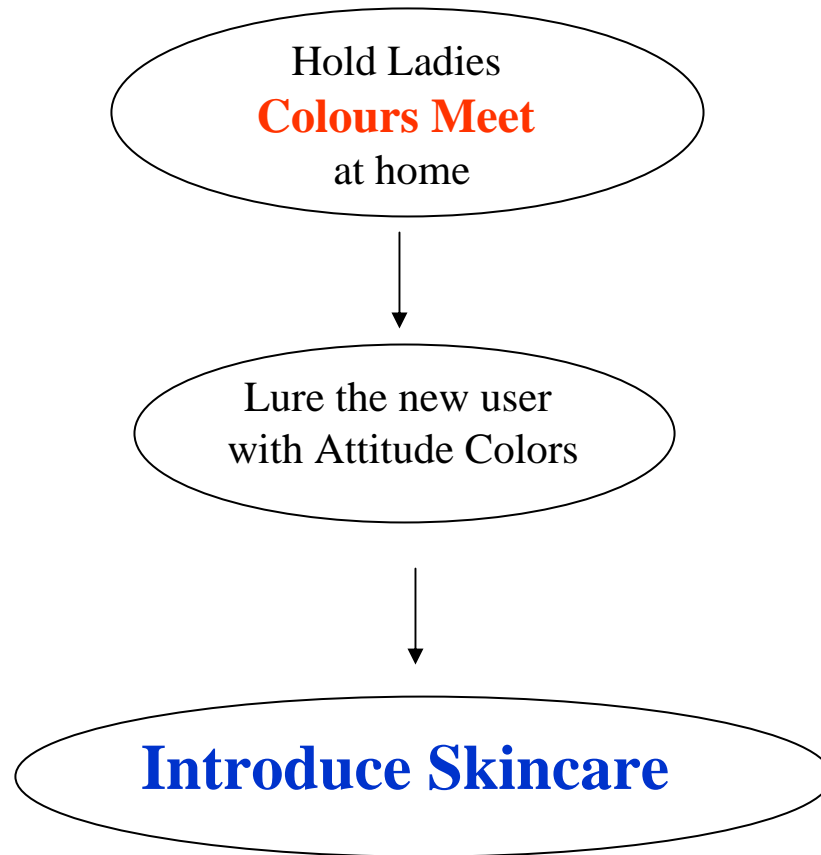 Hold Ladies
Colours Meet
at home
Lure the new user
with Attitude Colors
Introduce Skincare